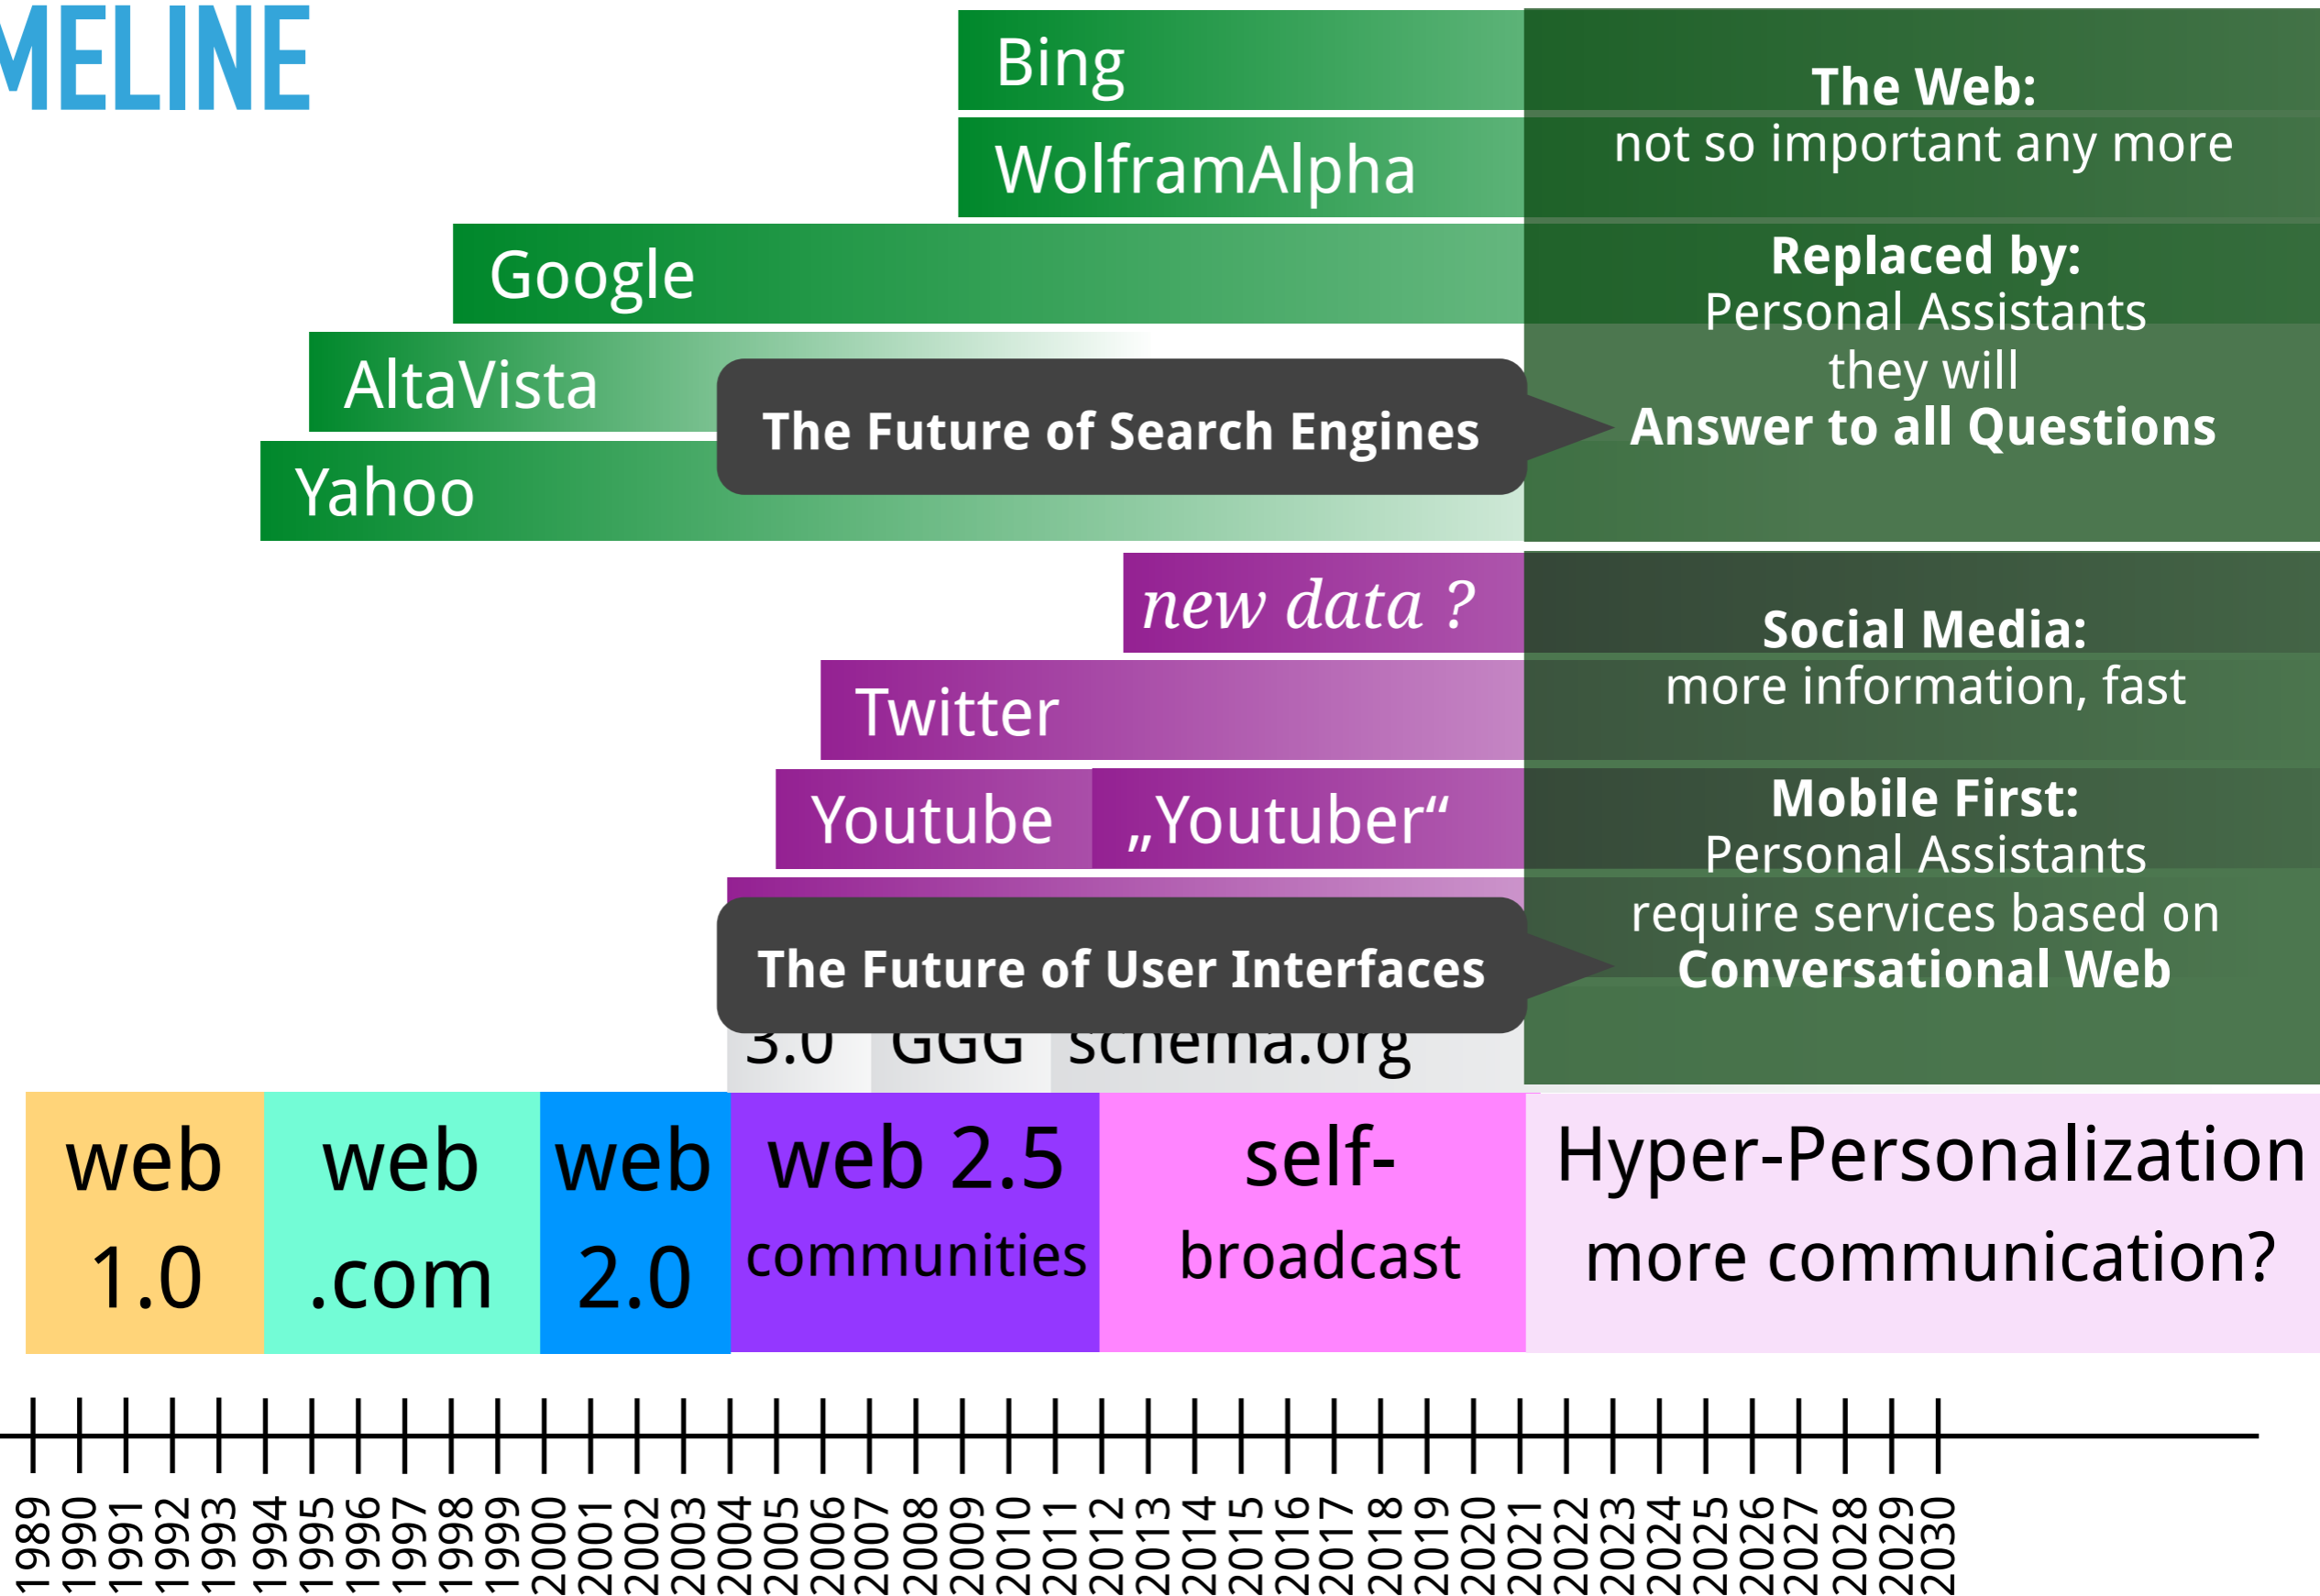 MELINE
Bing
WolframAlpha
Google
AltaVista
Yahoo
The Future of Search Engines
The Web:
not so important any more
Replaced by:
Personal Assistants
they will
Answer to all Questions
new data ?
Twitter
Youtube „Youtuber“
The Future of User Interfaces
Social Media:
more information, fast
Mobile First:
Personal Assistants
require services based on
Conversational Web
3.0 GGG schema.org
web
1.0
web
.com
web
2.0
web 2.5
communities
self-
broadcast
Hyper-Personalization
more communication?
1989 1990 1991 1992 1993 1994 1995 1996 1997 1998 1999 2000 2001 2002 2003 2004 2005 2006 2007 2008 2009 2010 2011 2012 2013 2014 2015 2016 2017 2018 2019 2020 2021 2022 2023 2024 2025 2026 2027 2028 2029 2030